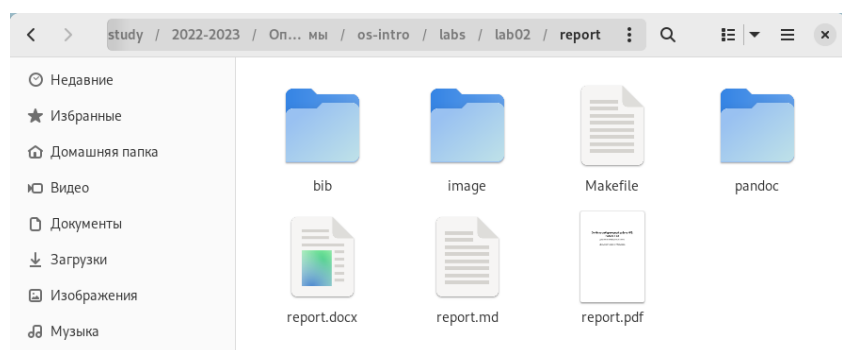 study / 2022-2023 / Оп… мы / os-intro / labs / lab02 / report
Недавние
Избранные
Домашняя папка
Видео
Документы
Загрузки
Изображения
Музыка
bib
image
Makefile
pandoc
report.docx
report.md
report.pdf